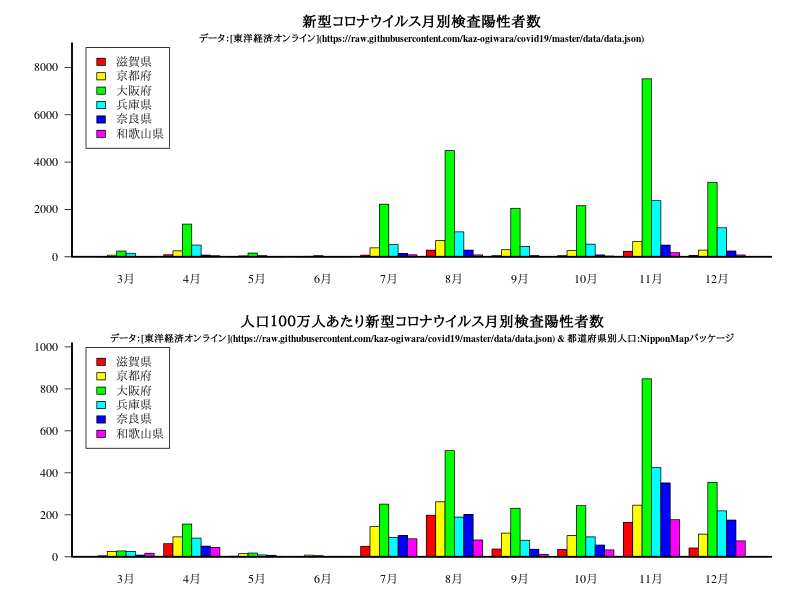 新型コロナウイルス月別検査陽性者数
データ:[東洋経済オンライン](https://raw.githubusercontent.com/kaz-ogiwara/covid19/master/data/data.json)
滋賀県
京都府
大阪府
兵庫県
奈良県
和歌山県
8000
6000
4000
2000
0
3月 4月 5月 6月 7月 8月 9月 10月 11月 12月
人口100万人あたり新型コロナウイルス月別検査陽性者数
データ:[東洋経済オンライン](https://raw.githubusercontent.com/kaz-ogiwara/covid19/master/data/data.json) & 都道府県別人口:NipponMapパッケージ
滋賀県
京都府
大阪府
兵庫県
奈良県
和歌山県
1000
800
600
400
200
0
3月 4月 5月 6月 7月 8月 9月 10月 11月 12月